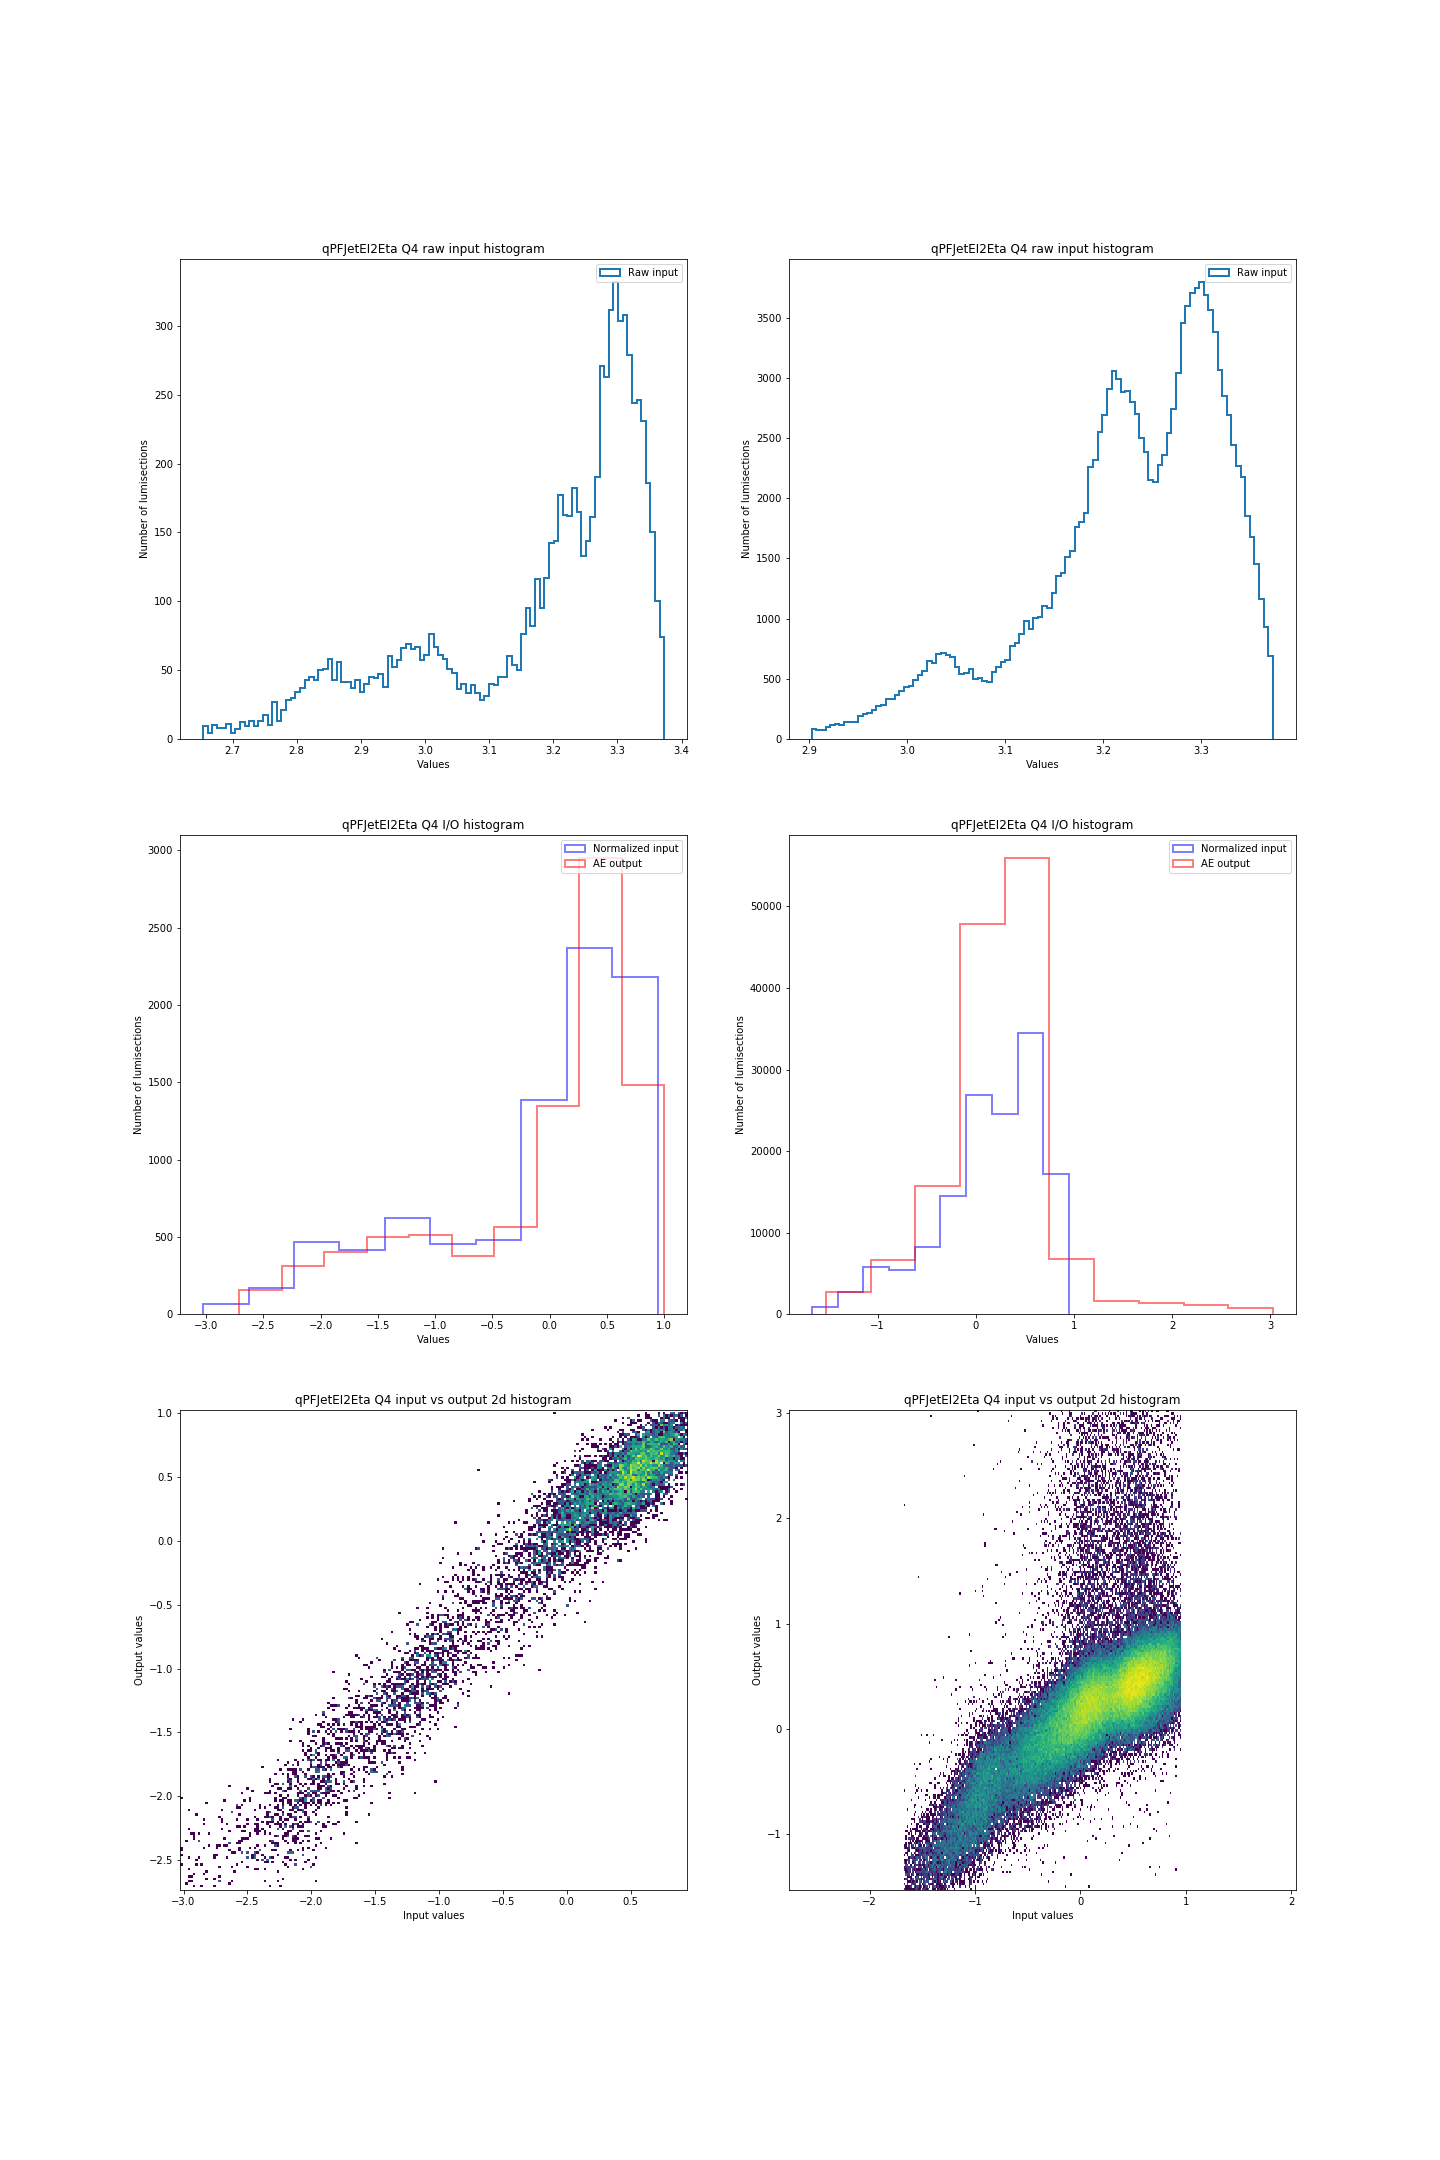 qPFJetEI2Eta Q4 raw input histogram
Raw input
Number of lumisections
300
250
200
150
100
50
0
2.7 2.8 2.9 3.0 3.1 3.2 3.3 3.4
Values
qPFJetEI2Eta Q4 raw input histogram
Raw input
Number of lumisections
3500
3000
2500
2000
1500
1000
500
0
2.9 3.0 3.1 3.2 3.3
Values
qPFJetEI2Eta Q4 I/O histogram
Normalized input
AE output
Number of lumisections
3000
2500
2000
1500
1000
500
0
−3.0 −2.5 −2.0 −1.5 −1.0 −0.5 0.0 0.5 1.0
Values
qPFJetEI2Eta Q4 I/O histogram
Normalized input
AE output
Number of lumisections
50000
40000
30000
20000
10000
0
−1 0 1 2 3
Values
qPFJetEI2Eta Q4 input vs output 2d histogram
Output values
1.0
0.5
0.0
−0.5
−1.0
−1.5
−2.0
−2.5
−3.0 −2.5 −2.0 −1.5 −1.0 −0.5 0.0 0.5
Input values
qPFJetEI2Eta Q4 input vs output 2d histogram
Output values
3
2
1
0
−1
−2 −1 0 1 2
Input values